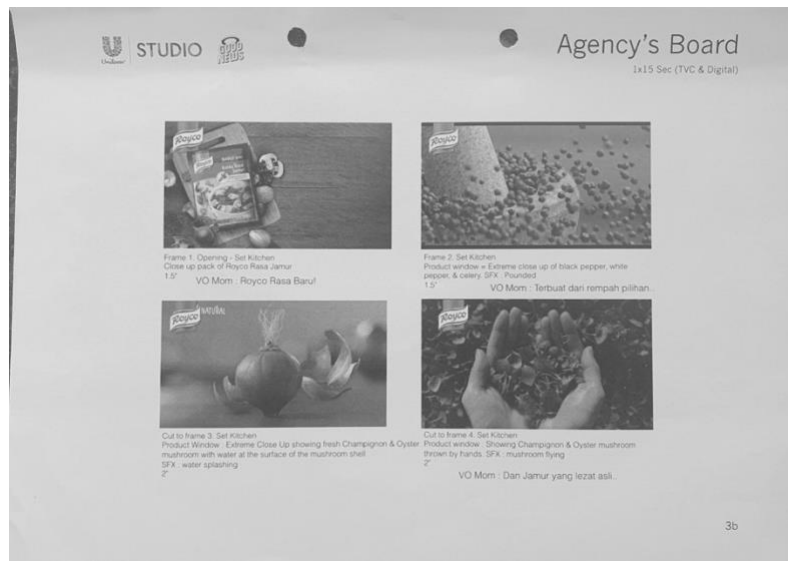 Unilever
STUDIO
GOOD
NEWS
Agency's Board
1x15 Sec (TVC & Digital)
Royco
Royco
Frame 1. Opening - Set Kitchen
Close up pack of Royco Rasa Jamur
1.5"
VO Mom : Royco Rasa Baru!
Royco
Frame 2. Set Kitchen
Product window = Extreme close up of black pepper, white
pepper, & calery. SFX : Pounded
1.5"
VO Mom : Terbuat dari rempah pilihan..
Royco
NATURAL
Cut to frame 3. Set Kitchen
Product Window : Extreme Close Up showing fresh Champignon & Oyster
mushroom with water at the surface of the mushroom shell
SFX : water splashing
2"
Royco
Cut to frame 4. Set Kitchen
Product window : Showing Champignon & Oyster mushroom
thrown by hands. SFX : mushroom flying
2"
VO Mom : Dan Jamur yang lezat asli..
3b